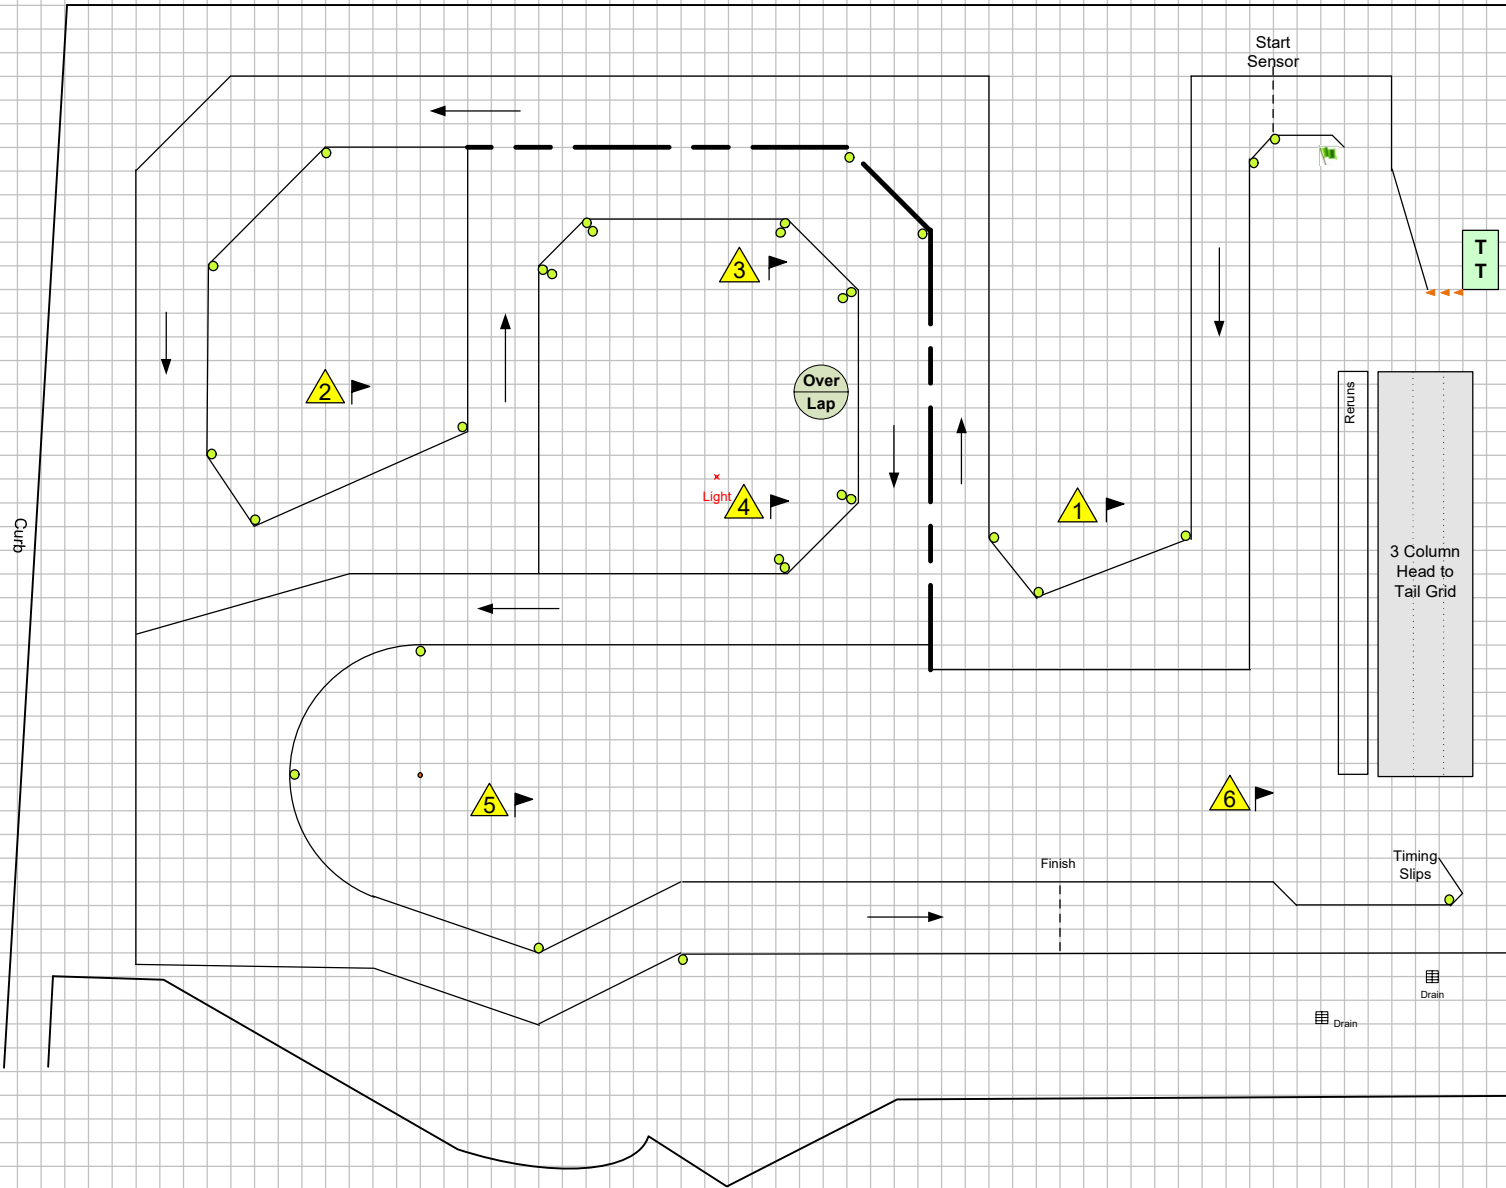 Start
Sensor
T
T
3
2
Over
Lap
Reruns
Light
4
1
Curb
3 Column
Head to
Tail Grid
5
6
Finish
Timing
Slips
Drain
Drain